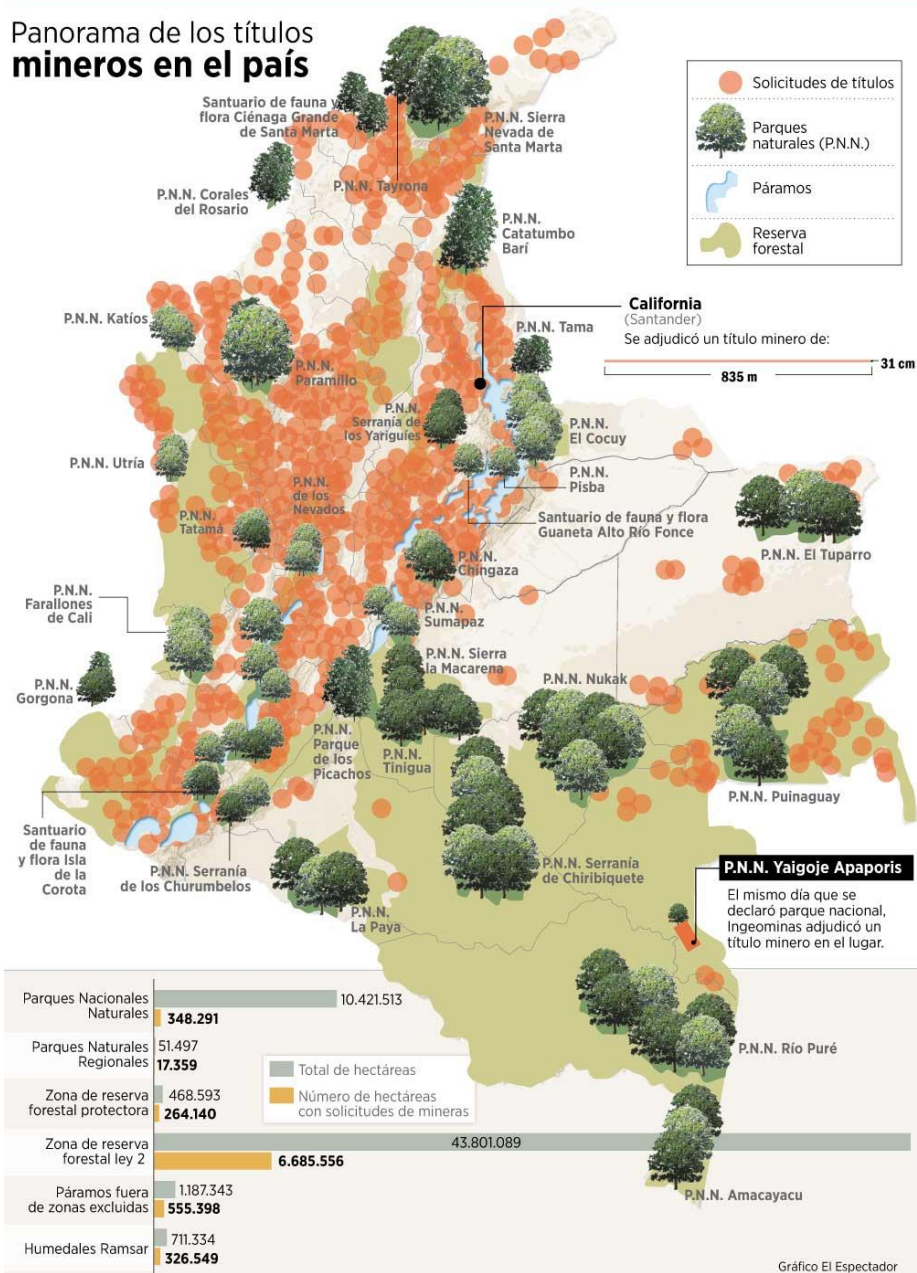 Panorama de los títulos
mineros en el país
Solicitudes de títulos
Parques
naturales (P.N.N.)
Páramos
Reserva
forestal
Santuario de fauna y
flora Ciénaga Grande
de Santa Marta
P.N.N. Sierra
Nevada de
Santa Marta
P.N.N. Tayrona
P.N.N. Corales
del Rosario
P.N.N.
Catatumbo
Barí
California
(Santander)
Se adjudicó un título minero de:
31 cm
835 m
P.N.N. Katíos
P.N.N. Tama
P.N.N.
Paramillo
P.N.N.
Serranía de
los Yariguíes
P.N.N.
El Cocuy
P.N.N. Utría
P.N.N.
Pisba
P.N.N.
de los
Nevados
P.N.N.
Tatamá
Santuario de fauna y flora
Guaneta Alto Río Fonce
P.N.N. El Tuparro
P.N.N.
Chingaza
P.N.N.
Farallones
de Cali
P.N.N.
Sumapaz
P.N.N. Sierra
la Macarena
P.N.N. Nukak
P.N.N.
Gorgona
P.N.N.
Parque
de los
Picachos
P.N.N.
Tinigua
P.N.N. Puinaguay
Santuario
de fauna
y flora Isla
de la
Corota
P.N.N. Serranía
de los Churumbelos
P.N.N.
La Paya
P.N.N. Serranía
de Chiribiquete
P.N.N. Yaigoje Apaporis
El mismo día que se
declaró parque nacional,
Ingeominas adjudicó un
título minero en el lugar.
P.N.N. Río Puré
P.N.N. Amacayacu
Parques Nacionales
Naturales
10.421.513
348.291
Parques Naturales
Regionales
51.497
17.359
Total de hectáreas
Número de hectáreas
con solicitudes de mineras
Zona de reserva
forestal protectora
468.593
264.140
Zona de reserva
forestal ley 2
43.801.089
6.685.556
Páramos fuera
de zonas excluidas
1.187.343
555.398
Humedales Ramsar
711.334
326.549
Gráfico El Espectador